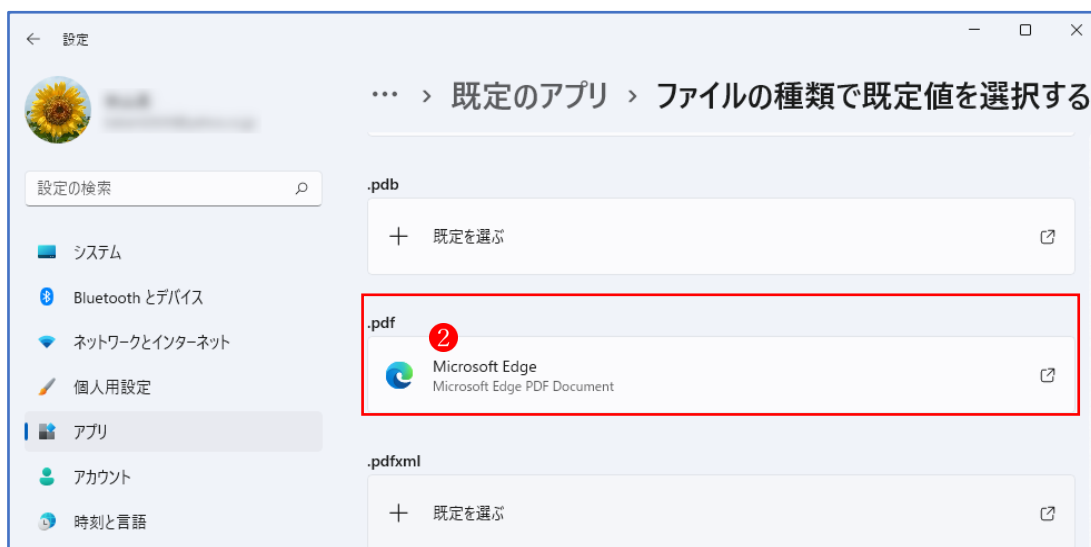 ← 設定
… › 既定のアプリ › ファイルの種類で既定値を選択する
設定の検索
システム
Bluetooth とデバイス
ネットワークとインターネット
個人用設定
アプリ
アカウント
時刻と言語
.pdb
+ 既定を選ぶ
.pdf
2
Microsoft Edge
Microsoft Edge PDF Document
.pdfxml
+ 既定を選ぶ